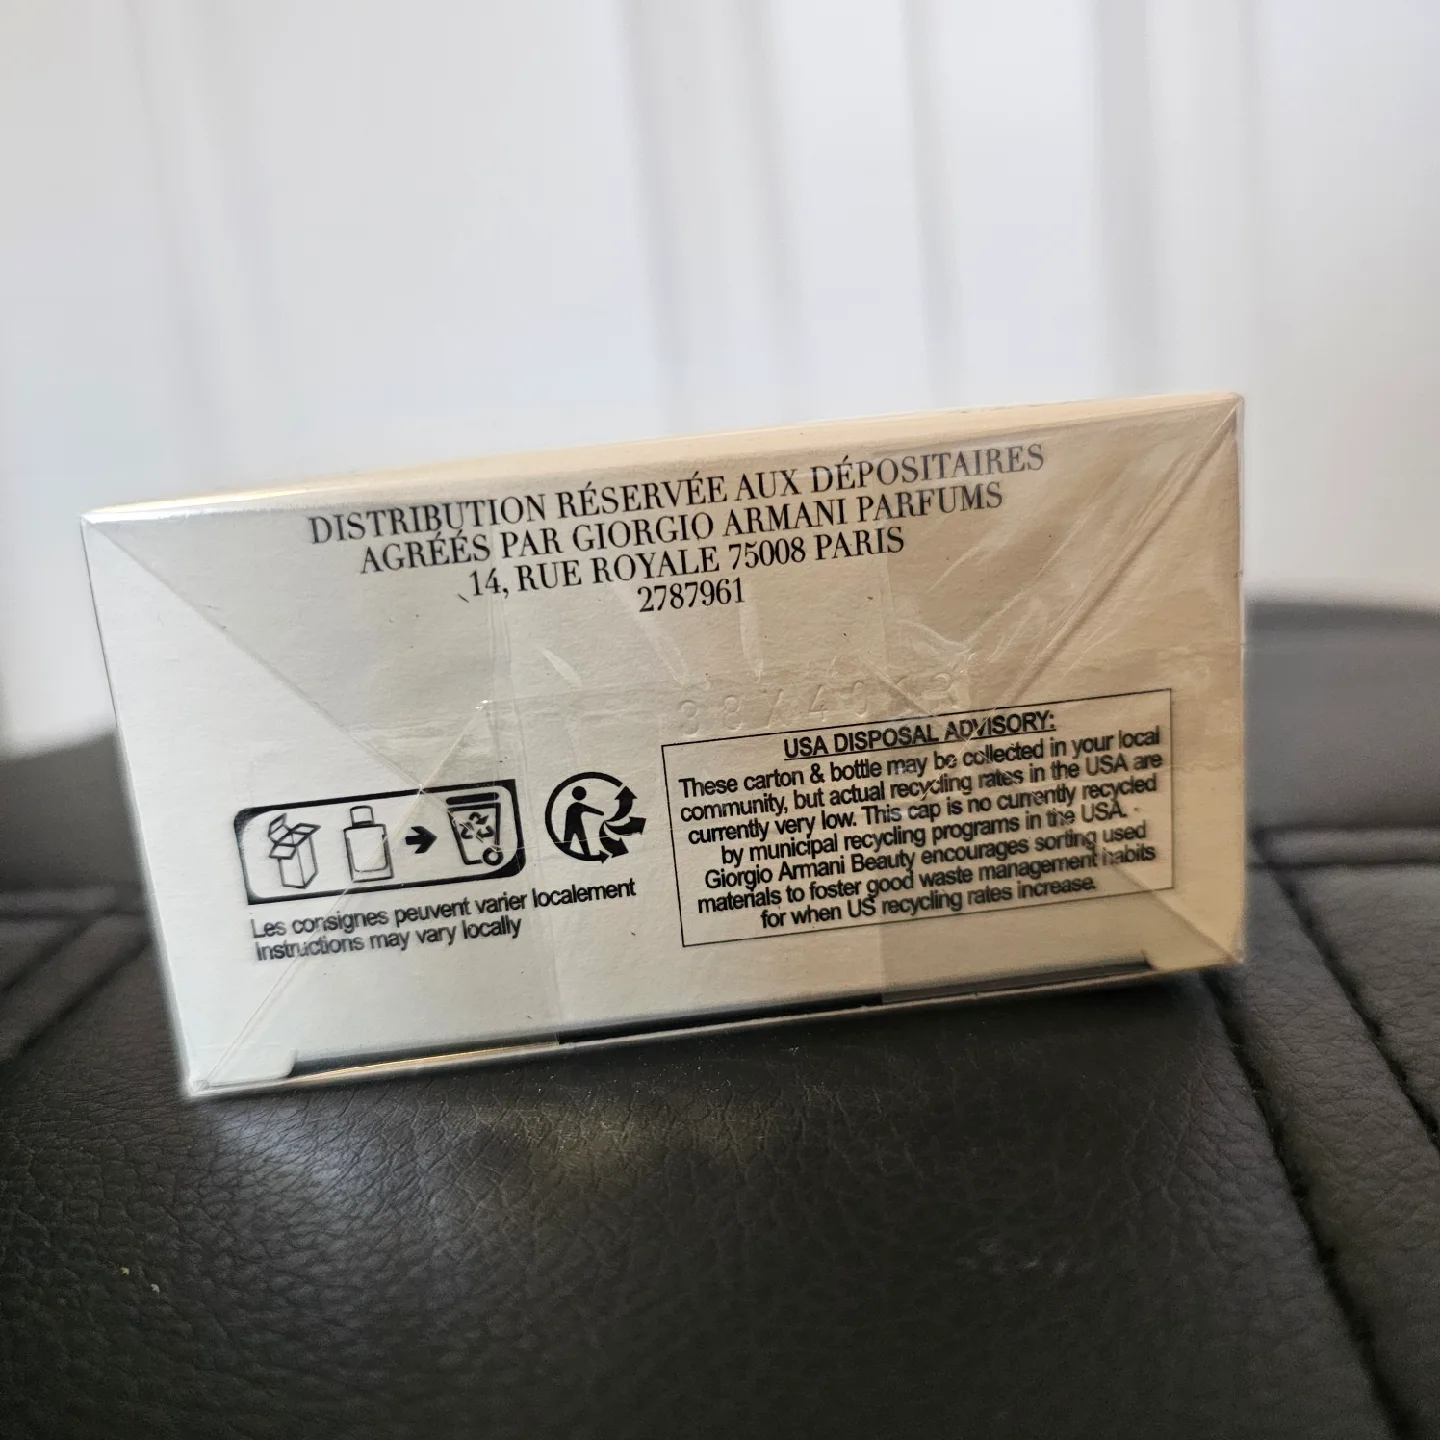 DISTRIBUTION RÉSERVÉE AUX DÉPOSITAIRES
AGRÉÉS PAR GIORGIO ARMANI PARFUMS
14, RUE ROYALE 75008 PARIS
2787961
Les consignes peuvent varier localement
Instructions may vary locally
USA DISPOSAL ADVISORY:
These carton & bottle may be collected in your local
community, but actual recycling rates in the USA are
currently very low. This cap is no currently recycled
by municipal recycling programs in the USA.
Giorgio Armani Beauty encourages sorting used
materials to foster good waste management habits
for when US recycling rates increase.